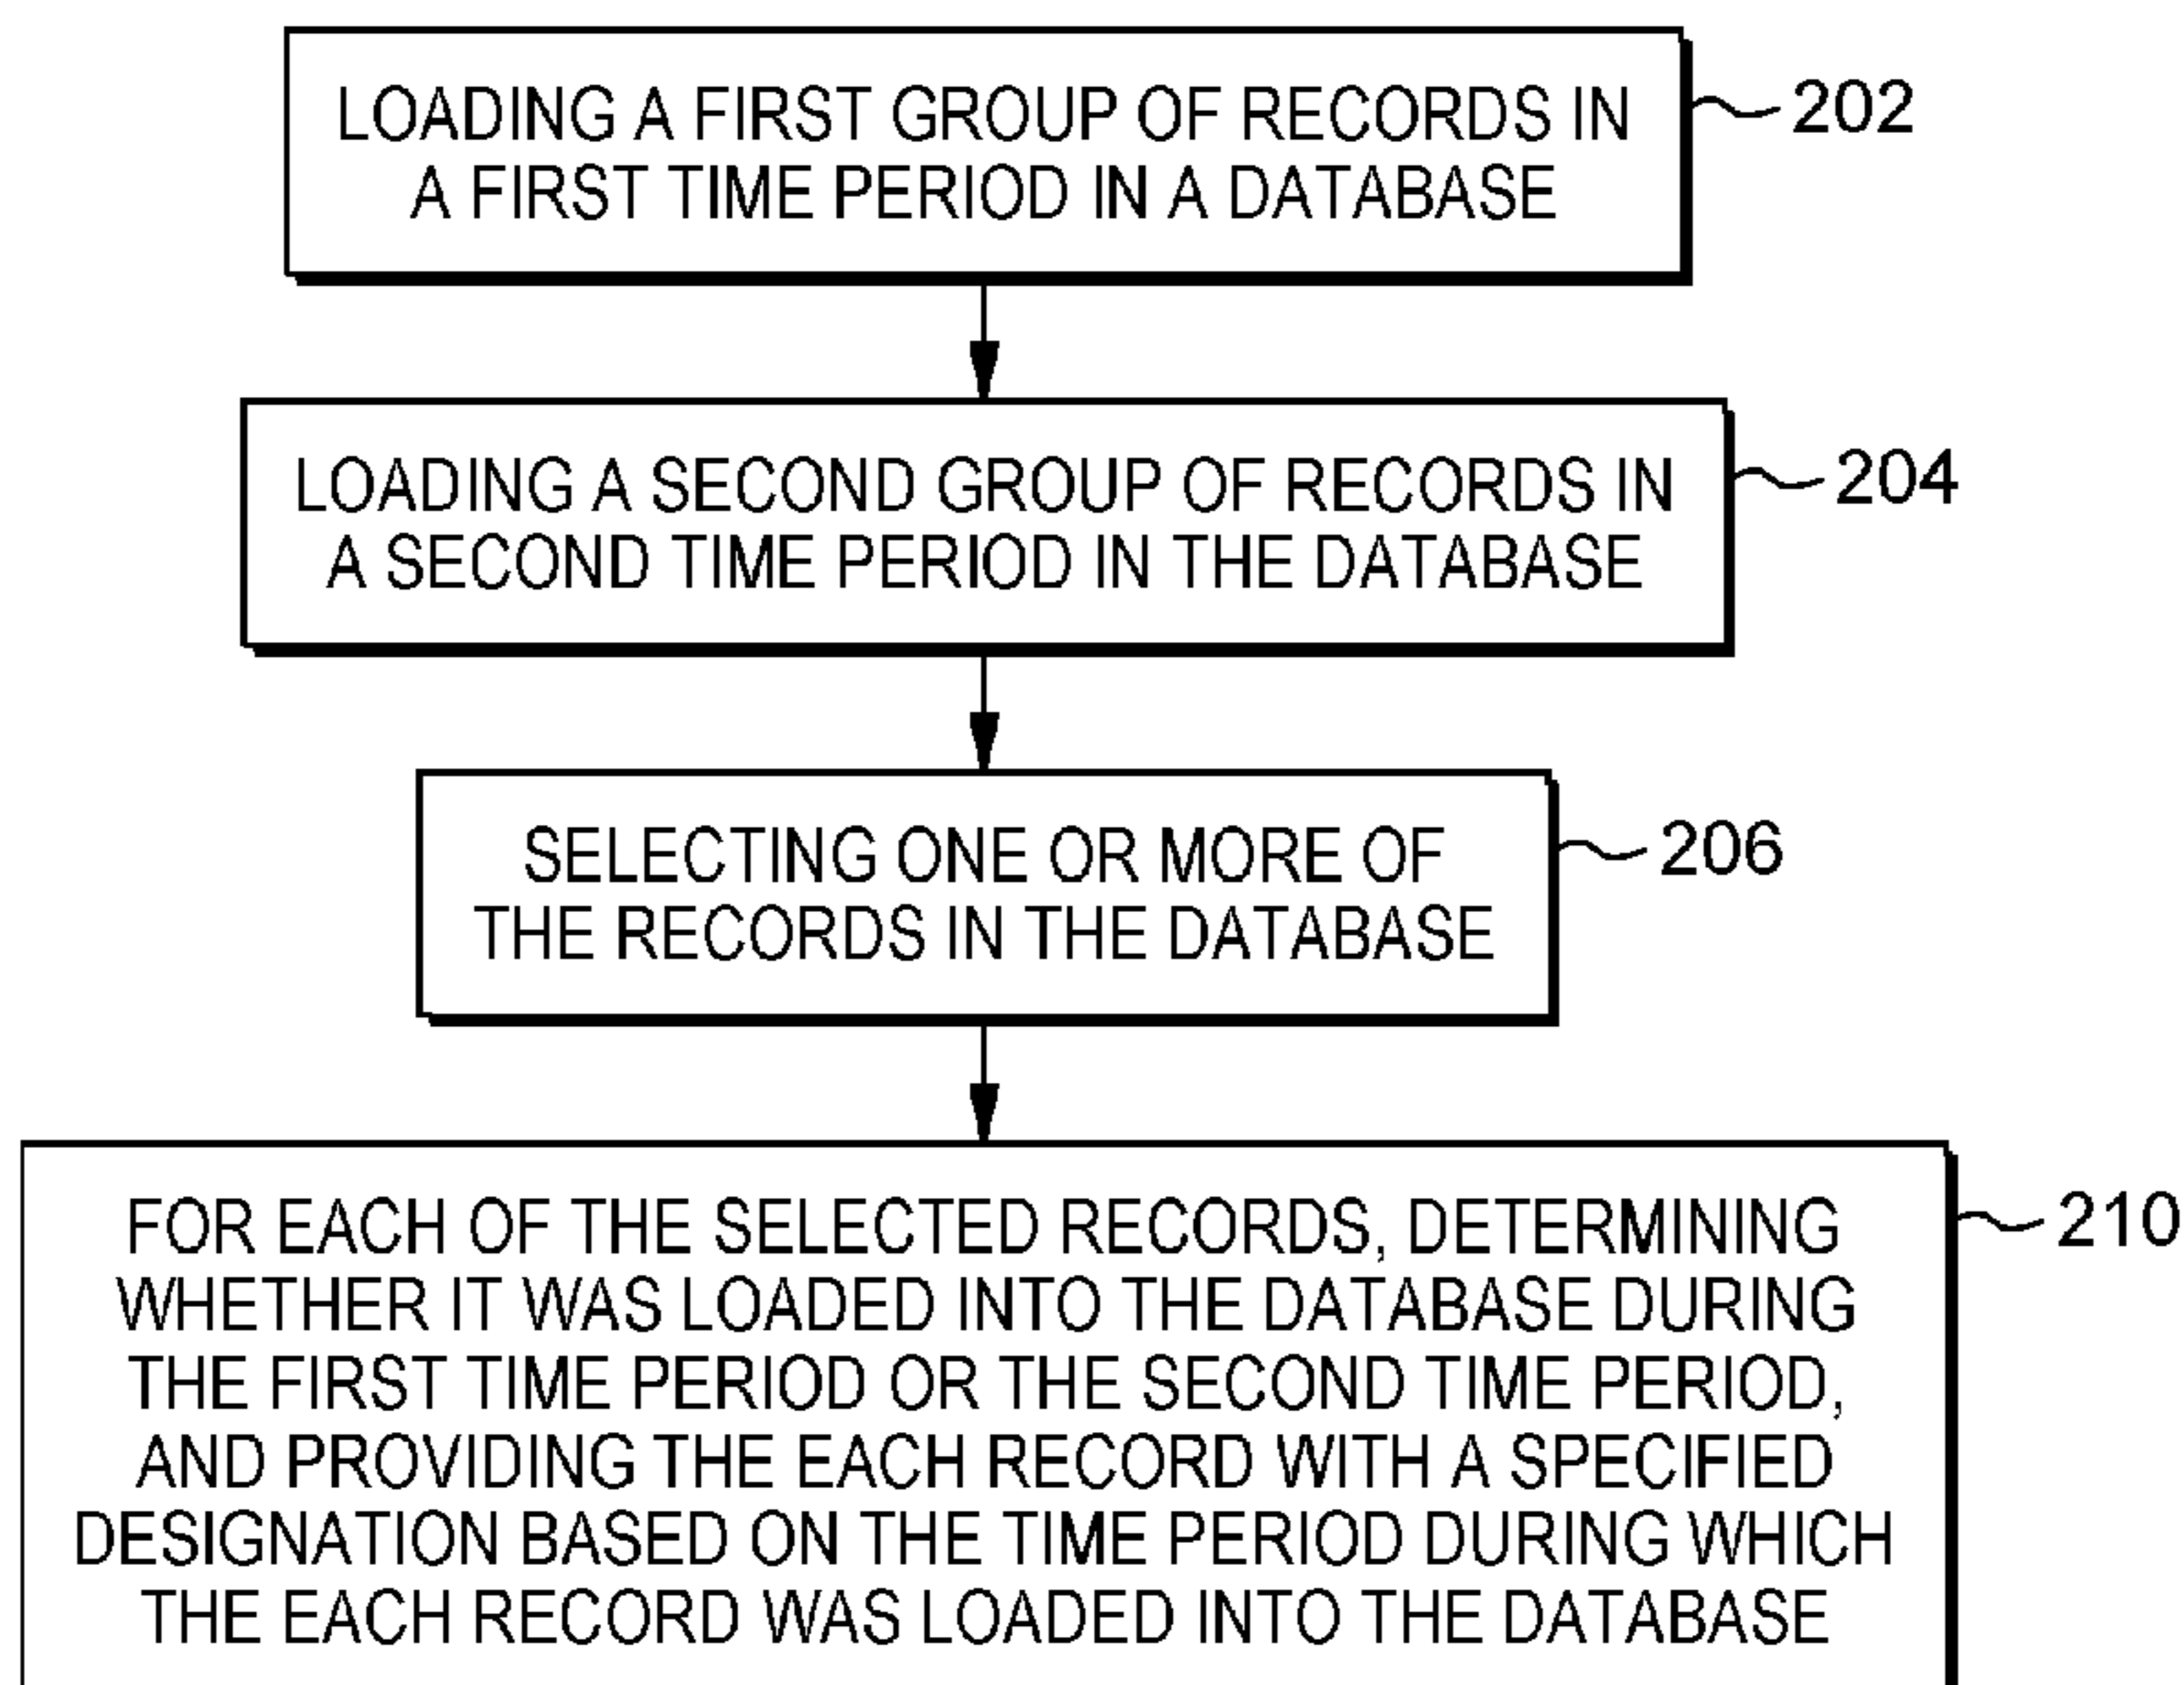 LOADING A FIRST GROUP OF RECORDS IN
A FIRST TIME PERIOD IN A DATABASE
202
LOADING A SECOND GROUP OF RECORDS IN
A SECOND TIME PERIOD IN THE DATABASE
204
SELECTING ONE OR MORE OF
THE RECORDS IN THE DATABASE
206
FOR EACH OF THE SELECTED RECORDS, DETERMINING
WHETHER IT WAS LOADED INTO THE DATABASE DURING
THE FIRST TIME PERIOD OR THE SECOND TIME PERIOD,
AND PROVIDING THE EACH RECORD WITH A SPECIFIED
DESIGNATION BASED ON THE TIME PERIOD DURING WHICH
THE EACH RECORD WAS LOADED INTO THE DATABASE
210